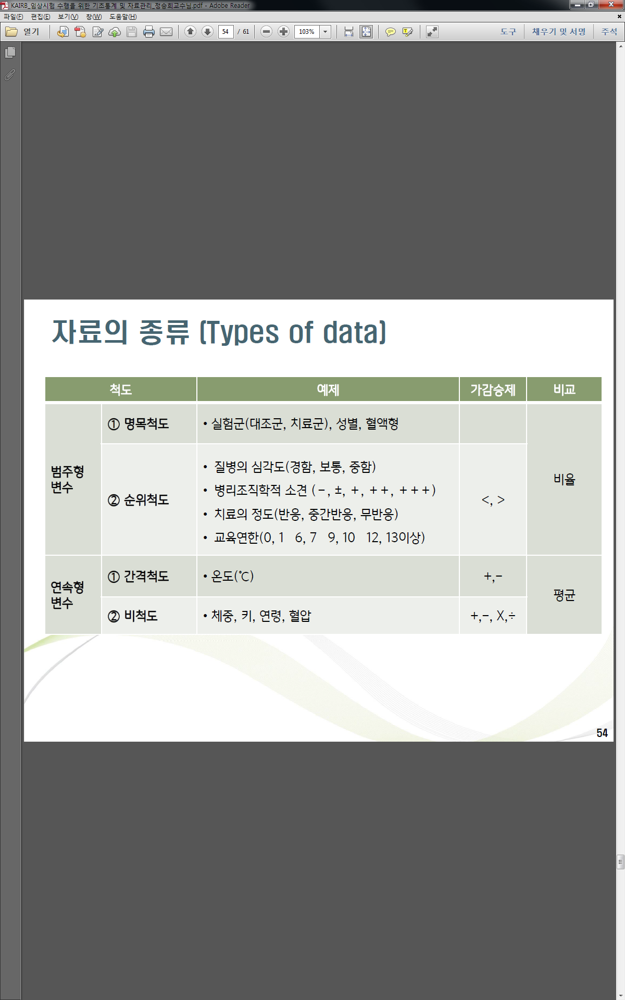 KAIRB_임상시험 수행을 위한 기초통계 및 자료관리_정승희교수님.pdf - Adobe Reader
파일(F) 편집(E) 보기(V) 창(W) 도움말(H)
열기 54 / 61 103% 도구 채우기 및 서명 주석
자료의 종류 (Types of data)
척도 예제 가감승제 비교
범주형 변수
① 명목척도
• 실험군(대조군, 치료군), 성별, 혈액형
② 순위척도
• 질병의 심각도(경함, 보통, 중함)
• 병리조직학적 소견 (－, ±, ＋, ＋＋, ＋＋＋)
• 치료의 정도(반응, 중간반응, 무반응)
• 교육연한(0, 1 6, 7 9, 10 12, 13이상)
<, >
비율
연속형 변수
① 간격척도
• 온도(℃)
+,−
② 비척도
• 체중, 키, 연령, 혈압
+,−, X,÷
평균
54